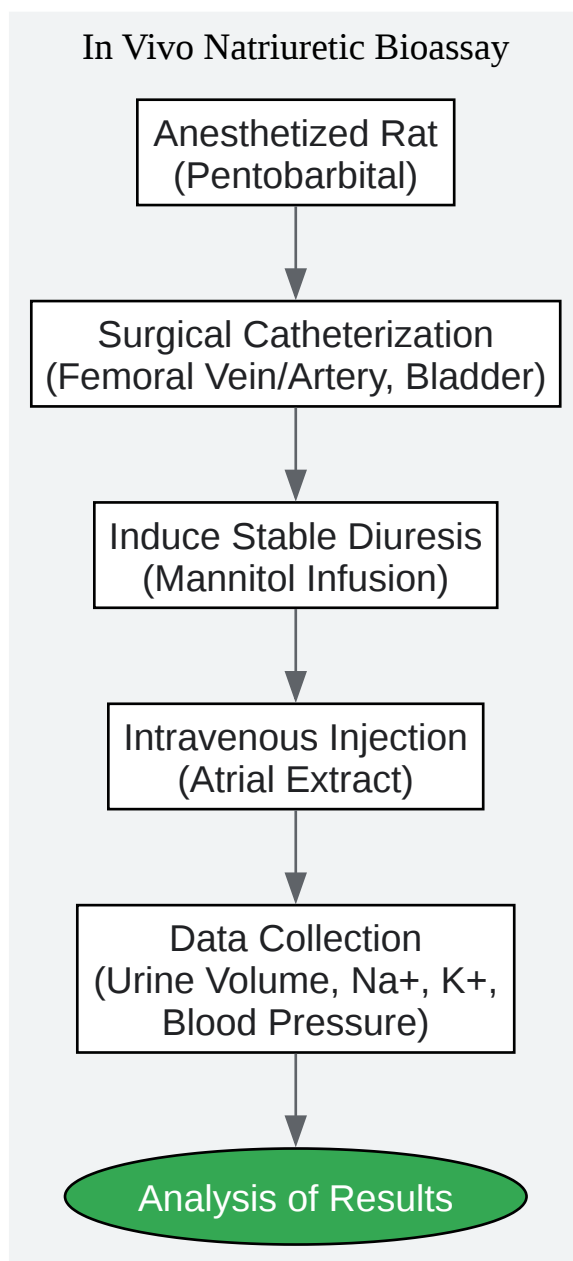 In Vivo Natriuretic Bioassay
Anesthetized Rat
(Pentobarbital)
Surgical Catheterization
(Femoral Vein/Artery, Bladder)
Induce Stable Diuresis
(Mannitol Infusion)
Intravenous Injection
(Atrial Extract)
Data Collection
(Urine Volume, Na+, K+,
Blood Pressure)
Analysis of Results